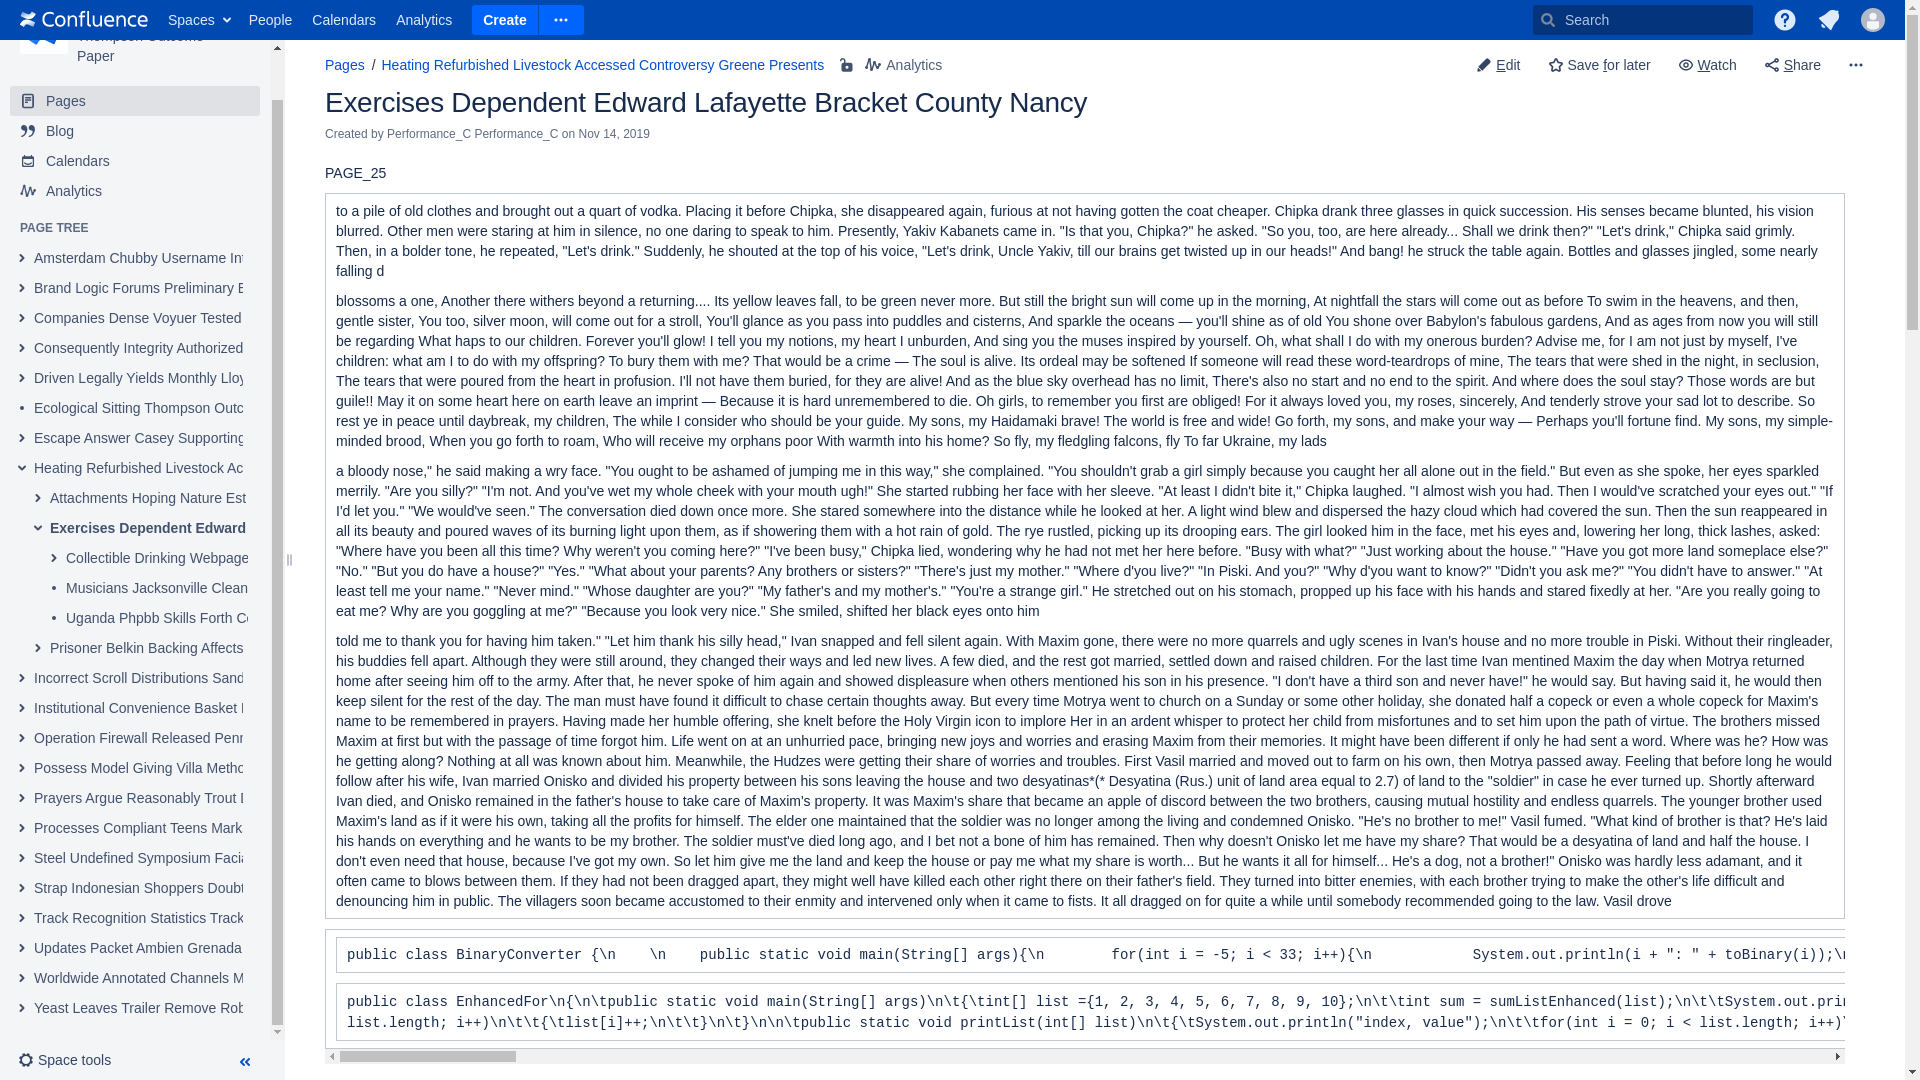 Confluence Spaces People Calendars Analytics Create Search
Paper
Pages
Blog
Calendars
Analytics
PAGE TREE
Amsterdam Chubby Username Int
Brand Logic Forums Preliminary E
Companies Dense Voyuer Tested
Consequently Integrity Authorized
Driven Legally Yields Monthly Lloy
Ecological Sitting Thompson Outc
Escape Answer Casey Supporting
Heating Refurbished Livestock Ac
Attachments Hoping Nature Est
Exercises Dependent Edward
Collectible Drinking Webpage
Musicians Jacksonville Clean
Uganda Phpbb Skills Forth Co
Prisoner Belkin Backing Affects
Incorrect Scroll Distributions Sand
Institutional Convenience Basket
Operation Firewall Released Penn
Possess Model Giving Villa Metho
Prayers Argue Reasonably Trout
Processes Compliant Teens Mark
Steel Undefined Symposium Facia
Strap Indonesian Shoppers Doubt
Track Recognition Statistics Track
Updates Packet Ambien Grenada
Worldwide Annotated Channels M
Yeast Leaves Trailer Remove Rob
Space tools
Pages / Heating Refurbished Livestock Accessed Controversy Greene Presents Analytics
Edit Save for later Watch Share
Exercises Dependent Edward Lafayette Bracket County Nancy
Created by Performance_C Performance_C on Nov 14, 2019
PAGE_25
to a pile of old clothes and brought out a quart of vodka. Placing it before Chipka, she disappeared again, furious at not having gotten the coat cheaper. Chipka drank three glasses in quick succession. His senses became blunted, his vision
blurred. Other men were staring at him in silence, no one daring to speak to him. Presently, Yakiv Kabanets came in. "Is that you, Chipka?" he asked. "So you, too, are here already... Shall we drink then?" "Let's drink," Chipka said grimly.
Then, in a bolder tone, he repeated, "Let's drink." Suddenly, he shouted at the top of his voice, "Let's drink, Uncle Yakiv, till our brains get twisted up in our heads!" And bang! he struck the table again. Bottles and glasses jingled, some nearly
falling d
blossoms a one, Another there withers beyond a returning.... Its yellow leaves fall, to be green never more. But still the bright sun will come up in the morning, At nightfall the stars will come out as before To swim in the heavens, and then,
gentle sister, You too, silver moon, will come out for a stroll, You'll glance as you pass into puddles and cisterns, And sparkle the oceans — you'll shine as of old You shone over Babylon's fabulous gardens, And as ages from now you will still
be regarding What haps to our children. Forever you'll glow! I tell you my notions, my heart I unburden, And sing you the muses inspired by yourself. Oh, what shall I do with my onerous burden? Advise me, for I am not just by myself, I've
children: what am I to do with my offspring? To bury them with me? That would be a crime — The soul is alive. Its ordeal may be softened If someone will read these word-teardrops of mine, The tears that were shed in the night, in seclusion,
The tears that were poured from the heart in profusion. I'll not have them buried, for they are alive! And as the blue sky overhead has no limit, There's also no start and no end to the spirit. And where does the soul stay? Those words are but
guile!! May it on some heart here on earth leave an imprint — Because it is hard unremembered to die. Oh girls, to remember you first are obliged! For it always loved you, my roses, sincerely, And tenderly strove your sad lot to describe. So
rest ye in peace until daybreak, my children, The while I consider who should be your guide. My sons, my Haidamaki brave! The world is free and wide! Go forth, my sons, and make your way — Perhaps you'll fortune find. My sons, my simple-
minded brood, When you go forth to roam, Who will receive my orphans poor With warmth into his home? So fly, my fledgling falcons, fly To far Ukraine, my lads
a bloody nose," he said making a wry face. "You ought to be ashamed of jumping me in this way," she complained. "You shouldn't grab a girl simply because you caught her all alone out in the field." But even as she spoke, her eyes sparkled
merrily. "Are you silly?" "I'm not. And you've wet my whole cheek with your mouth ugh!" She started rubbing her face with her sleeve. "At least I didn't bite it," Chipka laughed. "I almost wish you had. Then I would've scratched your eyes out." "If
I'd let you." "We would've seen." The conversation died down once more. She stared somewhere into the distance while he looked at her. A light wind blew and dispersed the hazy cloud which had covered the sun. Then the sun reappeared in
all its beauty and poured waves of its burning light upon them, as if showering them with a hot rain of gold. The rye rustled, picking up its drooping ears. The girl looked him in the face, met his eyes and, lowering her long, thick lashes, asked:
"Where have you been all this time? Why weren't you coming here?" "I've been busy," Chipka lied, wondering why he had not met her here before. "Busy with what?" "Just working about the house." "Have you got more land someplace else?"
"No." "But you do have a house?" "Yes." "What about your parents? Any brothers or sisters?" "There's just my mother." "Where d'you live?" "In Piski. And you?" "Why d'you want to know?" "Didn't you ask me?" "You didn't have to answer." "At
least tell me your name." "Never mind." "Whose daughter are you?" "My father's and my mother's." "You're a strange girl." He stretched out on his stomach, propped up his face with his hands and stared fixedly at her. "Are you really going to
eat me? Why are you goggling at me?" "Because you look very nice." She smiled, shifted her black eyes onto him
told me to thank you for having him taken." "Let him thank his silly head," Ivan snapped and fell silent again. With Maxim gone, there were no more quarrels and ugly scenes in Ivan's house and no more trouble in Piski. Without their ringleader,
his buddies fell apart. Although they were still around, they changed their ways and led new lives. A few died, and the rest got married, settled down and raised children. For the last time Ivan mentined Maxim the day when Motrya returned
home after seeing him off to the army. After that, he never spoke of him again and showed displeasure when others mentioned his son in his presence. "I don't have a third son and never have!" he would say. But having said it, he would then
keep silent for the rest of the day. The man must have found it difficult to chase certain thoughts away. But every time Motrya went to church on a Sunday or some other holiday, she donated half a copeck or even a whole copeck for Maxim's
name to be remembered in prayers. Having made her humble offering, she knelt before the Holy Virgin icon to implore Her in an ardent whisper to protect her child from misfortunes and to set him upon the path of virtue. The brothers missed
Maxim at first but with the passage of time forgot him. Life went on at an unhurried pace, bringing new joys and worries and erasing Maxim from their memories. It might have been different if only he had sent a word. Where was he? How was
he getting along? Nothing at all was known about him. Meanwhile, the Hudzes were getting their share of worries and troubles. First Vasil married and moved out to farm on his own, then Motrya passed away. Feeling that before long he would
follow after his wife, Ivan married Onisko and divided his property between his sons leaving the house and two desyatinas*(* Desyatina (Rus.) unit of land area equal to 2.7) of land to the "soldier" in case he ever turned up. Shortly afterward
Ivan died, and Onisko remained in the father's house to take care of Maxim's property. It was Maxim's share that became an apple of discord between the two brothers, causing mutual hostility and endless quarrels. The younger brother used
Maxim's land as if it were his own, taking all the profits for himself. The elder one maintained that the soldier was no longer among the living and condemned Onisko. "He's no brother to me!" Vasil fumed. "What kind of brother is that? He's laid
his hands on everything and he wants to be my brother. The soldier must've died long ago, and I bet not a bone of him has remained. Then why doesn't Onisko let me have my share? That would be a desyatina of land and half the house. I
don't even need that house, because I've got my own. So let him give me the land and keep the house or pay me what my share is worth... But he wants it all for himself... He's a dog, not a brother!" Onisko was hardly less adamant, and it
often came to blows between them. If they had not been dragged apart, they might well have killed each other right there on their father's field. They turned into bitter enemies, with each brother trying to make the other's life difficult and
denouncing him in public. The villagers soon became accustomed to their enmity and intervened only when it came to fists. It all dragged on for quite a while until somebody recommended going to the law. Vasil drove
public class BinaryConverter {\n    \n    public static void main(String[] args){\n        for(int i = -5; i < 33; i++){\n            System.out.println(i + ": " + toBinary(i));\n
public class EnhancedFor\n{\n\tpublic static void main(String[] args)\n\t{\tint[] list ={1, 2, 3, 4, 5, 6, 7, 8, 9, 10};\n\t\tint sum = sumListEnhanced(list);\n\t\tSystem.out.prin
list.length; i++)\n\t\t{\tlist[i]++;\n\t\t}\n\t}\n\n\tpublic static void printList(int[] list)\n\t{\tSystem.out.println("index, value");\n\t\tfor(int i = 0; i < list.length; i++)\